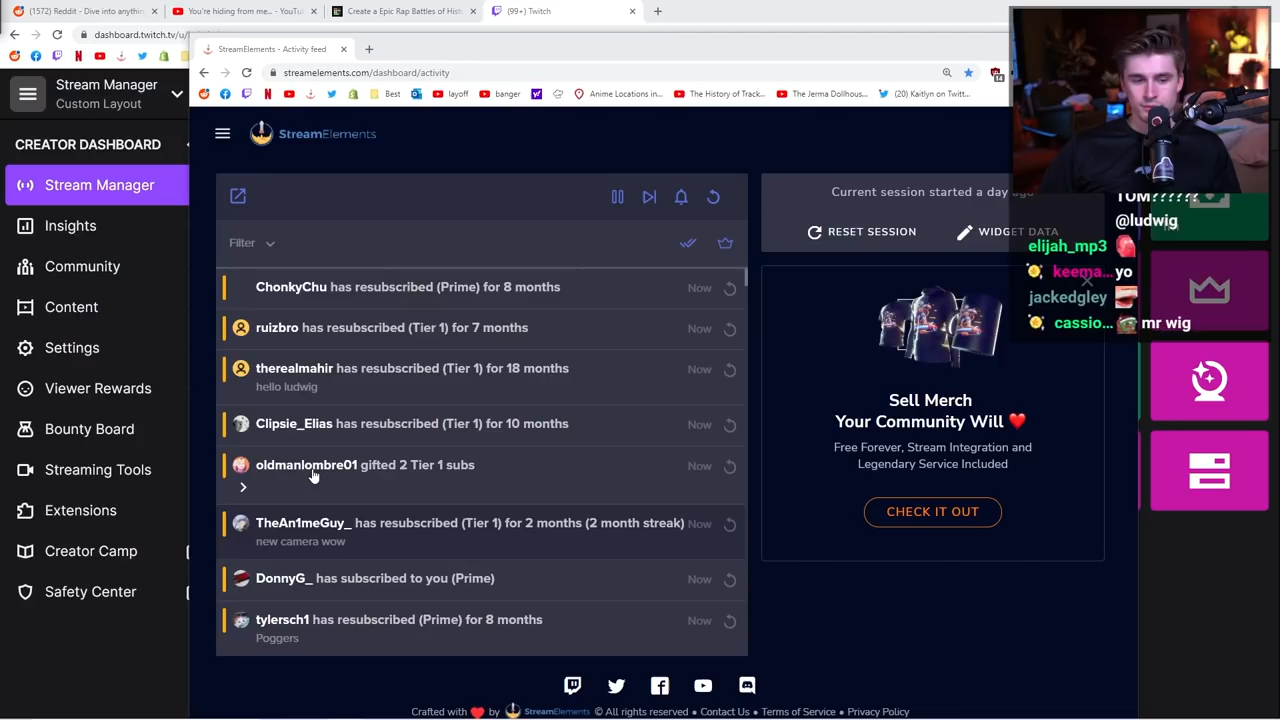 (1572) Reddit - Dive into anythin
You're hiding from me... - YouTu
Create a Epic Rap Battles of Hist
(99+) Twitch
dashboard.twitch.tv/u/
StreamElements - Activity feed
streamelements.com/dashboard/activity
14
Best
layoff
banger
Anime Locations in...
The History of Track...
The Jerma Dollhous...
(20) Kaitlyn on Twitt...
Stream Manager
Custom Layout
CREATOR DASHBOARD
Stream Manager
Insights
Community
Content
Settings
Viewer Rewards
Bounty Board
Streaming Tools
Extensions
Creator Camp
Safety Center
StreamElements
Filter
ChonkyChu has resubscribed (Prime) for 8 months
Now
ruizbro has resubscribed (Tier 1) for 7 months
Now
therealmahir has resubscribed (Tier 1) for 18 months
Now
hello ludwig
Clipsie_Elias has resubscribed (Tier 1) for 10 months
Now
oldmanlombre01 gifted 2 Tier 1 subs
Now
TheAn1meGuy_ has resubscribed (Tier 1) for 2 months (2 month streak)
Now
new camera wow
DonnyG_ has subscribed to you (Prime)
Now
tylersch1 has resubscribed (Prime) for 8 months
Now
Poggers
Current session started a day ago
RESET SESSION
WIDGET DATA
Sell Merch
Your Community Will ❤️
Free Forever, Stream Integration and
Legendary Service Included
CHECK IT OUT
TOM??????
@ludwig
elijah_mp3
keema... yo
jackedgley
cassio... mr wig
Crafted with ❤️ by StreamElements © All rights reserved • Contact Us • Terms of Service • Privacy Policy